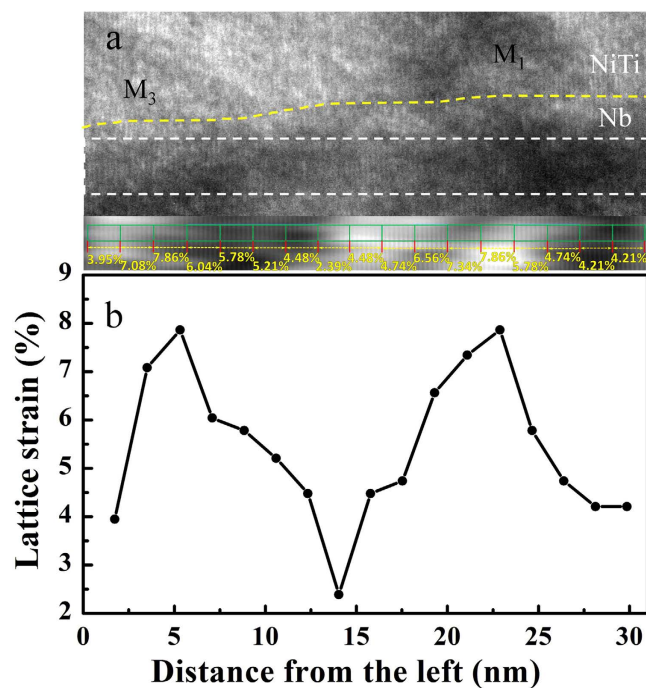 a
M1
NiTi
M3
Nb
3.95% 7.86% 5.78% 4.48% 4.48% 6.56% 7.86% 4.74% 4.21%
7.08% 6.04% 5.21% 2.39% 4.74% 7.34% 5.78% 4.21%
b
9
8
7
6
5
4
3
2
Lattice strain (%)
0 5 10 15 20 25 30
Distance from the left (nm)